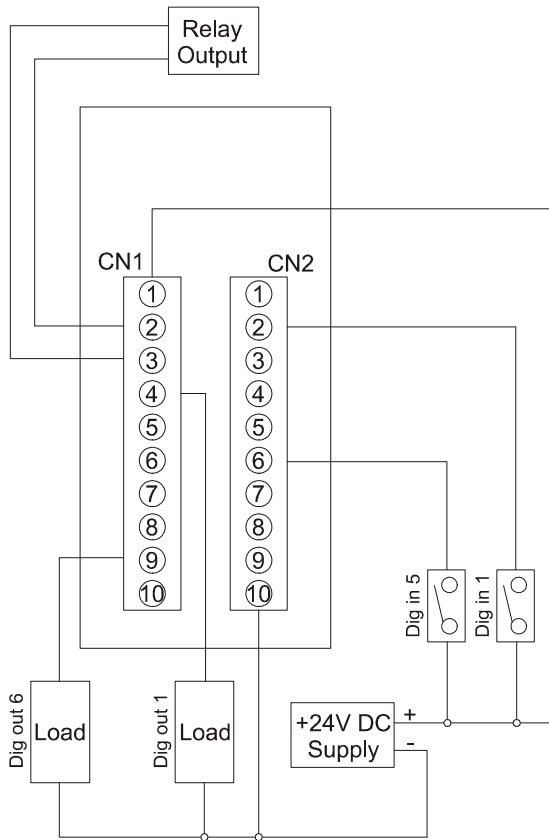 Relay
Output
CN1
CN2
1
2
3
4
5
6
7
8
9
10
1
2
3
4
5
6
7
8
9
10
Dig in 5
Dig in 1
Dig out 6
Load
Dig out 1
Load
+24V DC
Supply
+
-